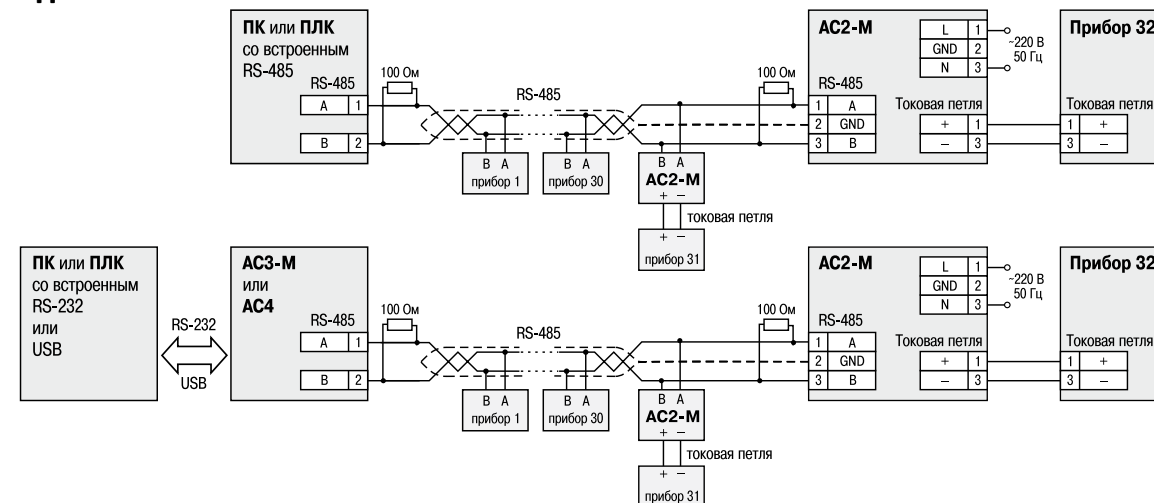 ПК или ПЛК
со встроенным
RS-485
RS-485
A 1
B 2
100 Ом
RS-485
B A
прибор 1
B A
прибор 30
B A
АС2-М
+ –
токовая петля
+ –
прибор 31
100 Ом
АС2-М
L 1
GND 2
N 3
~220 В
50 Гц
RS-485
1 A
2 GND
3 B
Токовая петля
+ 1
– 3
Прибор 32
Токовая петля
1 +
3 –
ПК или ПЛК
со встроенным
RS-232
или
USB
RS-232
USB
АС3-М
или
АС4
RS-485
A 1
B 2
100 Ом
RS-485
B A
прибор 1
B A
прибор 30
B A
АС2-М
+ –
токовая петля
+ –
прибор 31
100 Ом
АС2-М
L 1
GND 2
N 3
~220 В
50 Гц
RS-485
1 A
2 GND
3 B
Токовая петля
+ 1
– 3
Прибор 32
Токовая петля
1 +
3 –